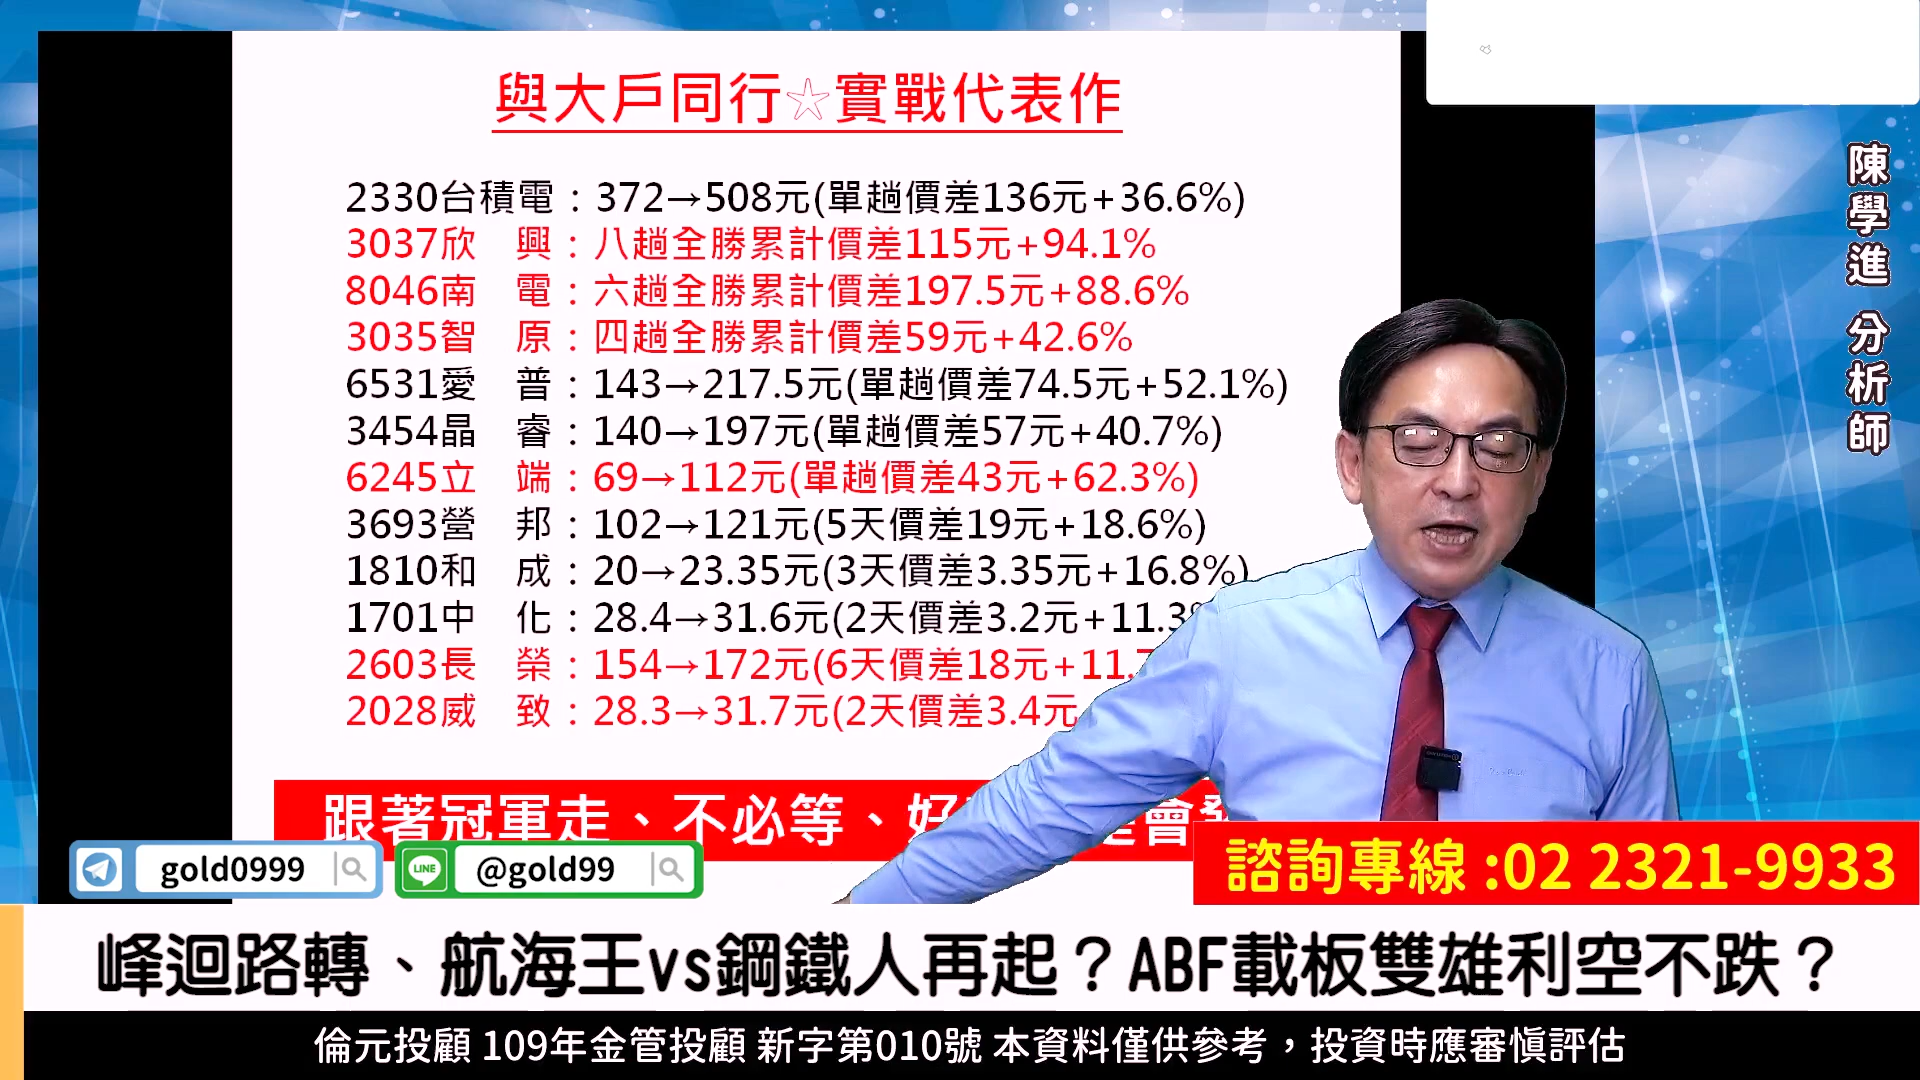 與大戶同行☆實戰代表作
2330台積電：372→508元(單趟價差136元+36.6%)
3037欣　興：八趟全勝累計價差115元+94.1%
8046南　電：六趟全勝累計價差197.5元+88.6%
3035智　原：四趟全勝累計價差59元+42.6%
6531愛　普：143→217.5元(單趟價差74.5元+52.1%)
3454晶　睿：140→197元(單趟價差57元+40.7%)
6245立　端：69→112元(單趟價差43元+62.3%)
3693營　邦：102→121元(5天價差19元+18.6%)
1810和　成：20→23.35元(3天價差3.35元+16.8%)
1701中　化：28.4→31.6元(2天價差3.2元+11.3%
2603長　榮：154→172元(6天價差18元+11.7
2028威　致：28.3→31.7元(2天價差3.4元
跟著冠軍走、不必等、好
會
陳學進 分析師
gold0999
LINE
@gold99
諮詢專線:02 2321-9933
峰迴路轉、航海王vs鋼鐵人再起？ABF載板雙雄利空不跌？
倫元投顧 109年金管投顧 新字第010號 本資料僅供參考，投資時應審慎評估